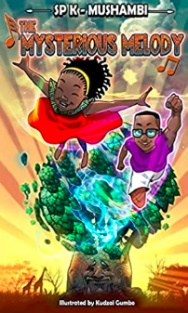 SP K - MUSHAMBI
THE
MYSTERIOUS MELODY
Illustrated by Kudzai Gumbo